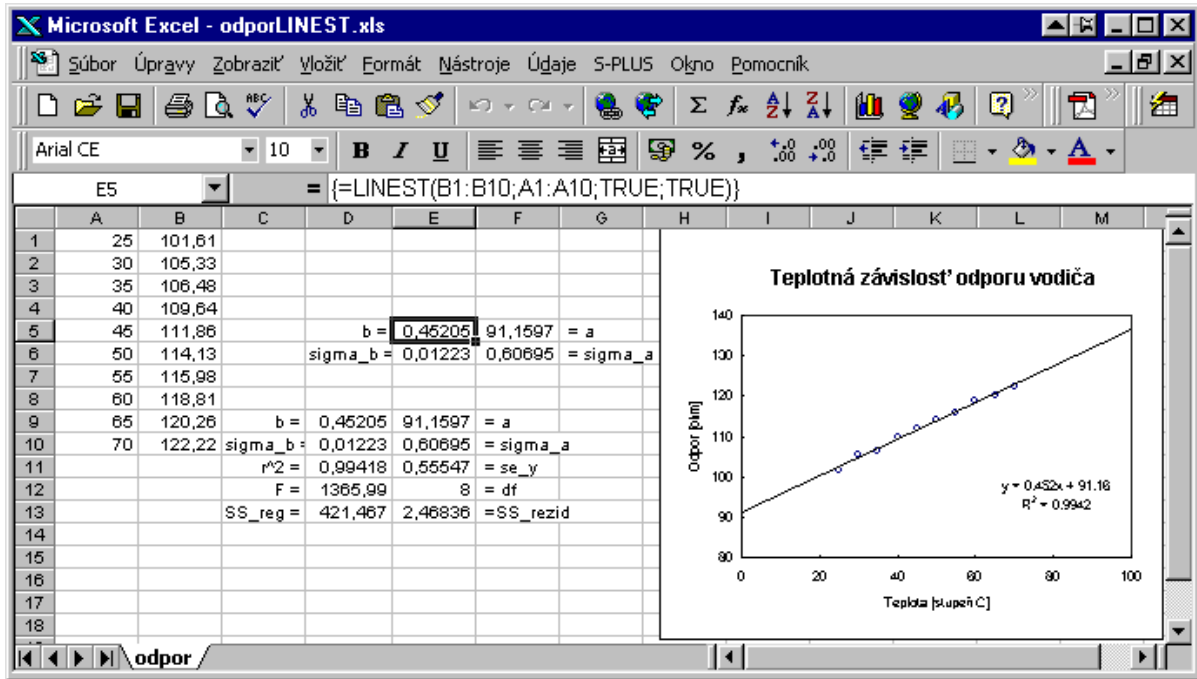 Microsoft Excel - odporLINEST.xls
Súbor Úpravy Zobraziť Vložiť Formát Nástroje Údaje S-PLUS Okno Pomocník
Arial CE 10 B I U
E5 = {=LINEST(B1:B10;A1:A10;TRUE;TRUE)}
A B C D E F G H I J K L M
1 25 101,61
2 30 105,33
3 35 106,48
4 40 109,64
5 45 111,86 b = 0,45205 91,1597 = a
6 50 114,13 sigma_b = 0,01223 0,60695 = sigma_a
7 55 115,98
8 60 118,81
9 65 120,26 b = 0,45205 91,1597 = a
10 70 122,22 sigma_b = 0,01223 0,60695 = sigma_a
11 r^2 = 0,99418 0,55547 = se_y
12 F = 1365,99 8 = df
13 SS_reg = 421,467 2,46836 =SS_rezid
14
15
16
17
18
Teplotná závislosť odporu vodiča
140
130
120
110
100
90
80
Odpor [ohm]
y = 0.452x + 91.16
R² = 0.9942
0 20 40 60 80 100
Teplota [stupeň C]
odpor